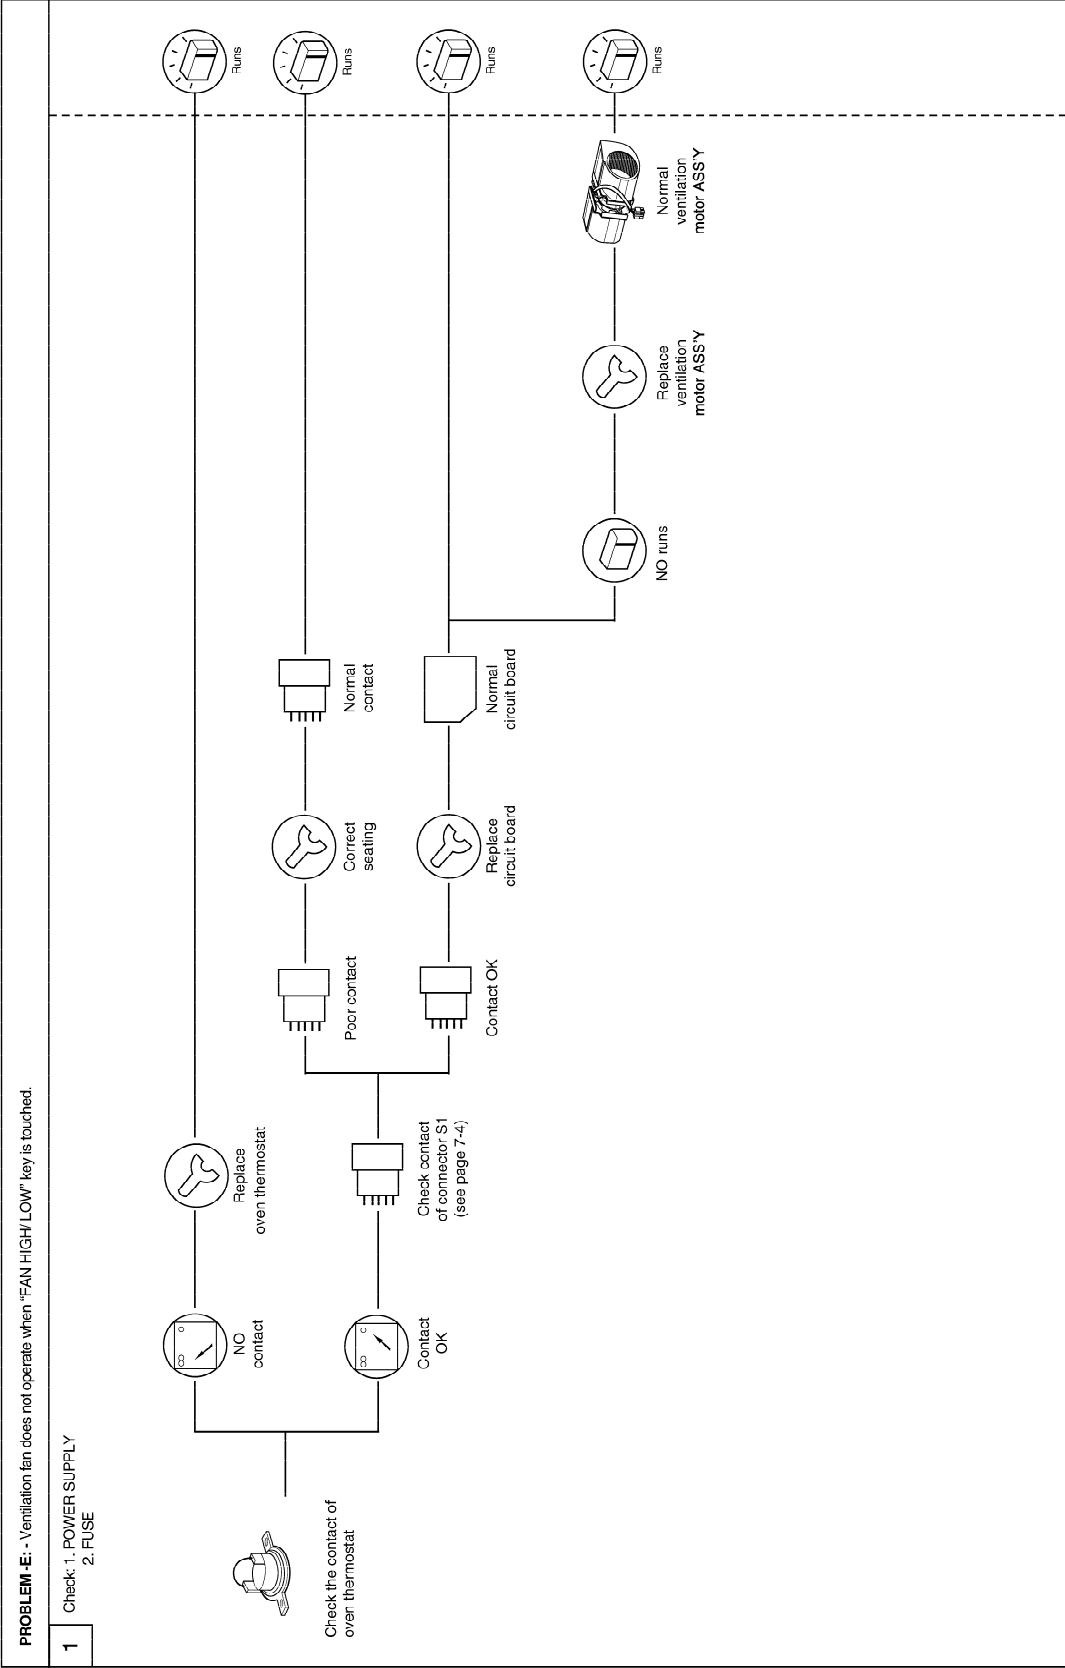 PROBLEM -E: - Ventilation fan does not operate when “FAN HIGH/ LOW” key is touched.
1
Check: 1. POWER SUPPLY
2. FUSE
Check the contact of
oven thermostat
NO
contact
Replace
oven thermostat
Runs
Contact
OK
Check contact
of connector S1
(see page 7-4)
Poor contact
Correct
seating
Normal
contact
Runs
Contact OK
Replace
circuit board
Normal
circuit board
Runs
NO runs
Replace
ventilation
motor ASS'Y
Normal
ventilation
motor ASS'Y
Runs